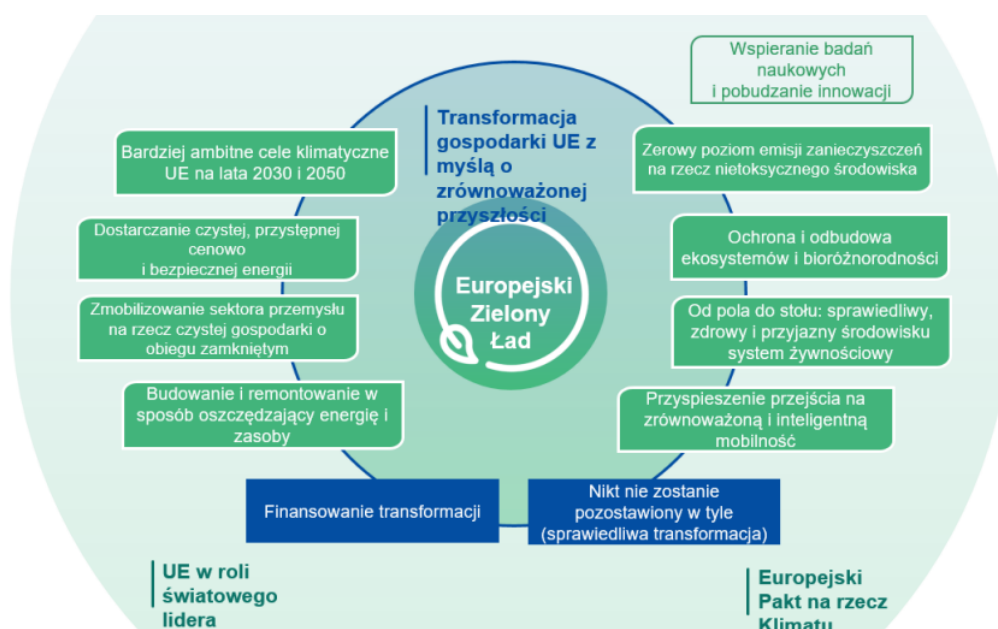 Wspieranie badań
naukowych
i pobudzanie innowacji
Transformacja
gospodarki UE z
myślą o
zrównoważonej
przyszłości
Bardziej ambitne cele klimatyczne
UE na lata 2030 i 2050
Zerowy poziom emisji zanieczyszczeń
na rzecz nietoksycznego środowiska
Dostarczanie czystej, przystępnej
cenowo
i bezpiecznej energii
Ochrona i odbudowa
ekosystemów i bioróżnorodności
Europejski
Zielony
Ład
Zmobilizowanie sektora przemysłu
na rzecz czystej gospodarki o
obiegu zamkniętym
Od pola do stołu: sprawiedliwy,
zdrowy i przyjazny środowisku
system żywnościowy
Budowanie i remontowanie w
sposób oszczędzający energię i
zasoby
Przyspieszenie przejścia na
zrównoważoną i inteligentną
mobilność
Finansowanie transformacji
Nikt nie zostanie
pozostawiony w tyle
(sprawiedliwa transformacja)
UE w roli
światowego
lidera
Europejski
Pakt na rzecz
Klimatu